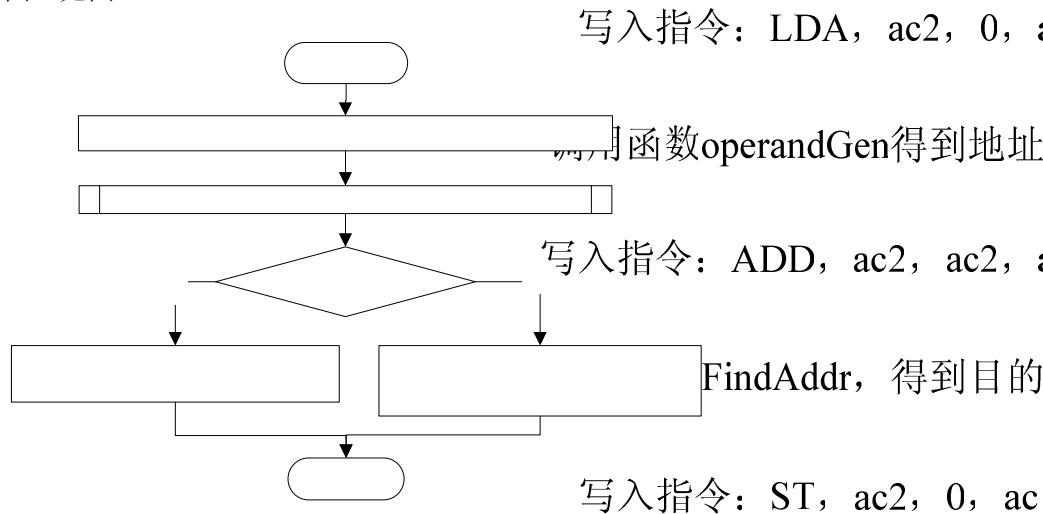 写入指令：LDA，ac2，0，a
调用函数operandGen得到地址
写入指令：ADD，ac2，ac2，a
FindAddr，得到目的
写入指令：ST，ac2，0，ac